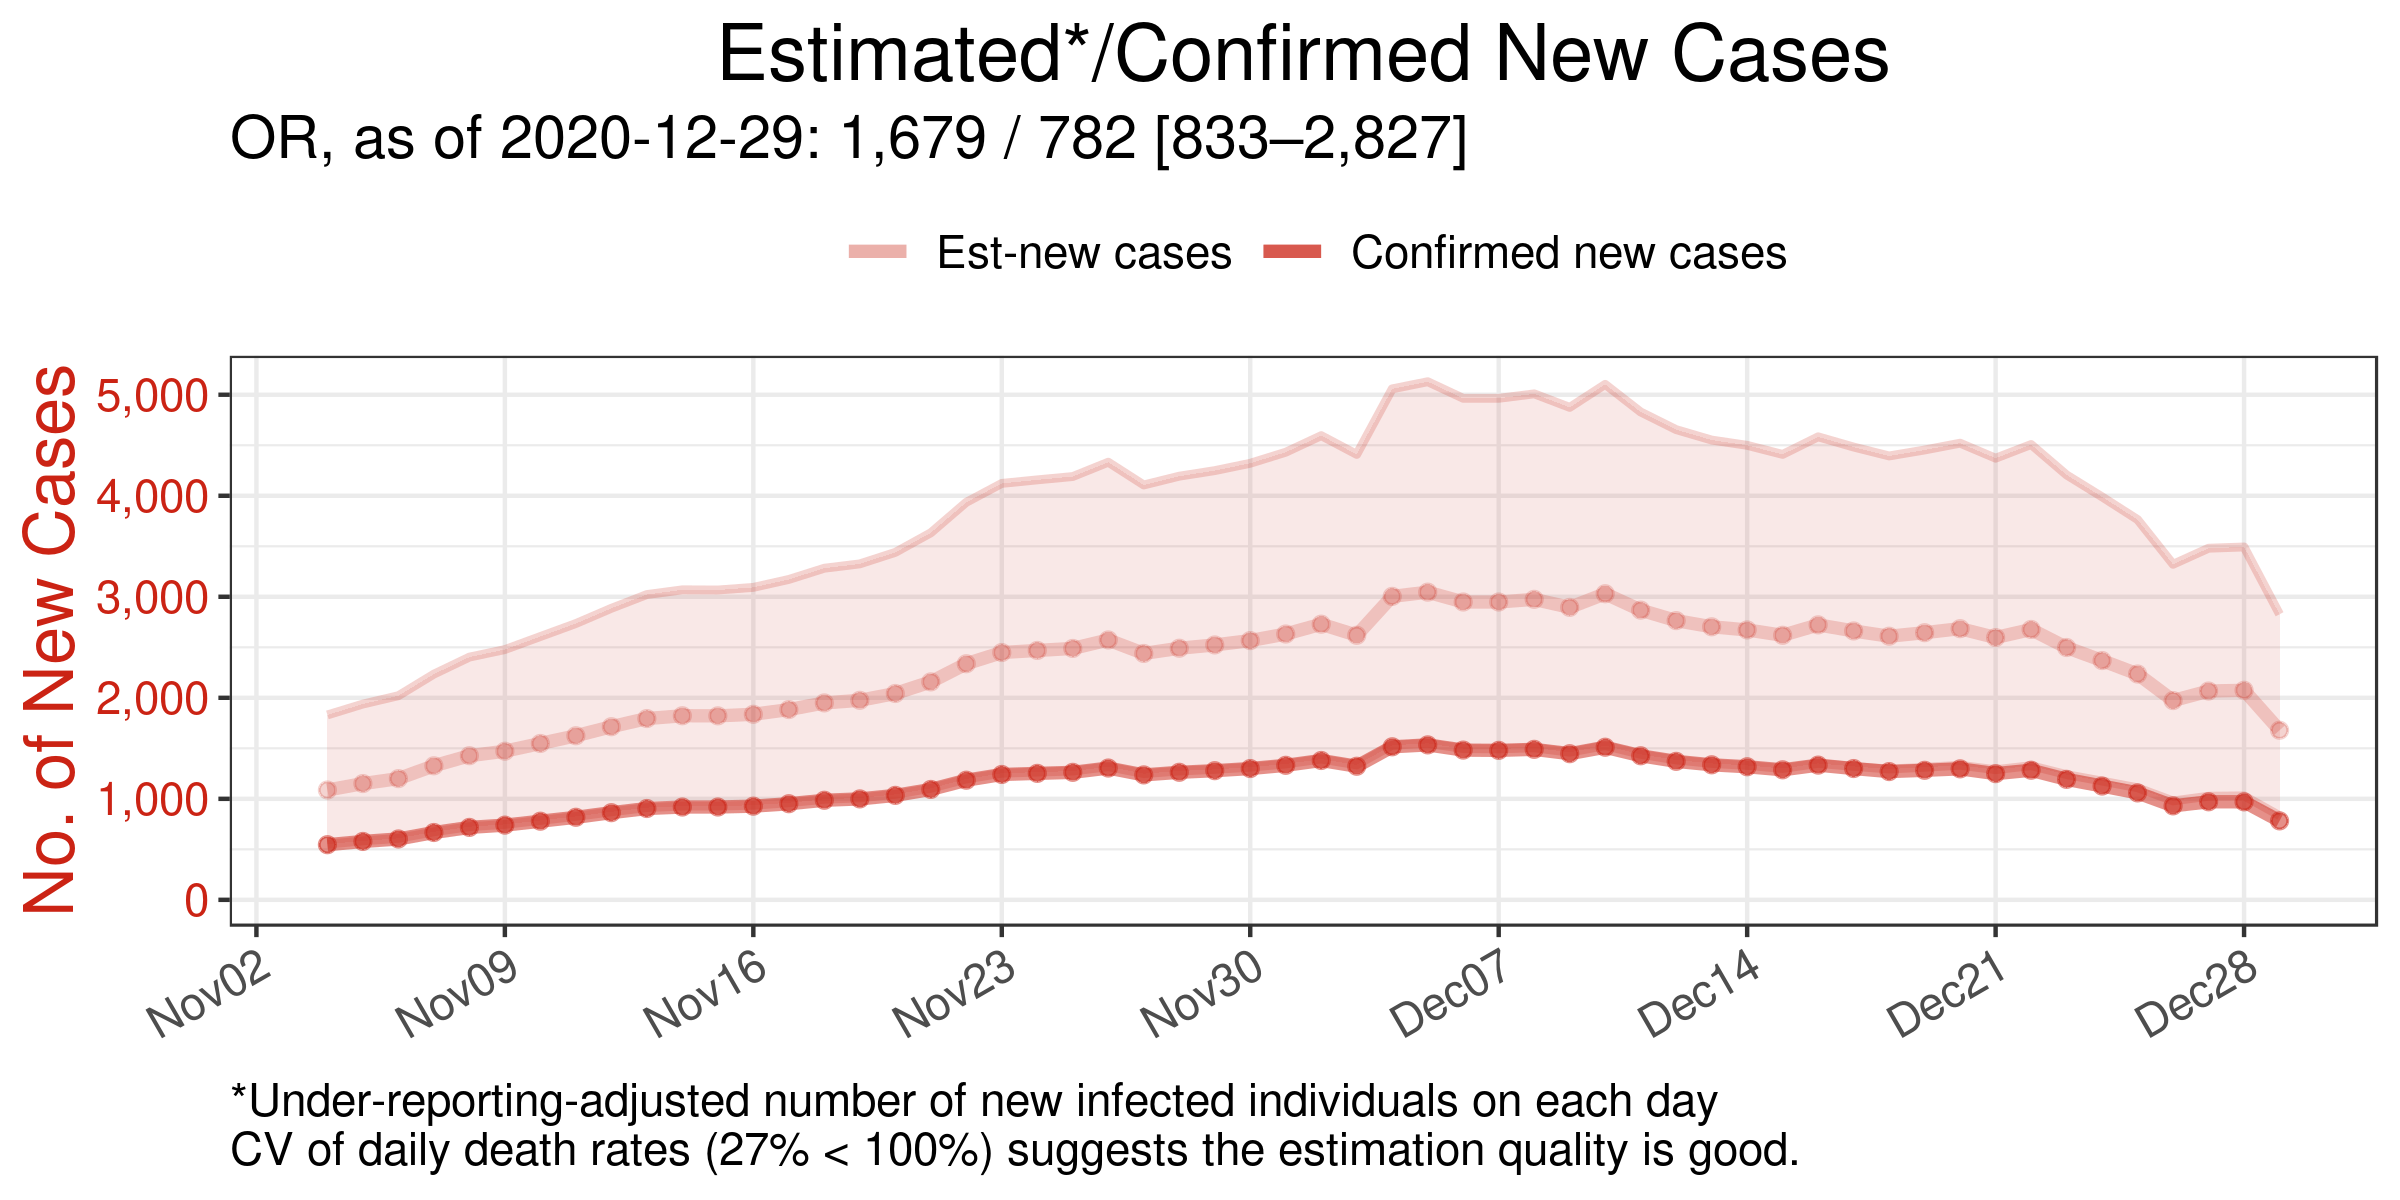 Estimated*/Confirmed New Cases
OR, as of 2020-12-29: 1,679 / 782 [833–2,827]
Est-new cases
Confirmed new cases
No. of New Cases
5,000
4,000
3,000
2,000
1,000
0
Nov02
Nov09
Nov16
Nov23
Nov30
Dec07
Dec14
Dec21
Dec28
*Under-reporting-adjusted number of new infected individuals on each day
CV of daily death rates (27% < 100%) suggests the estimation quality is good.